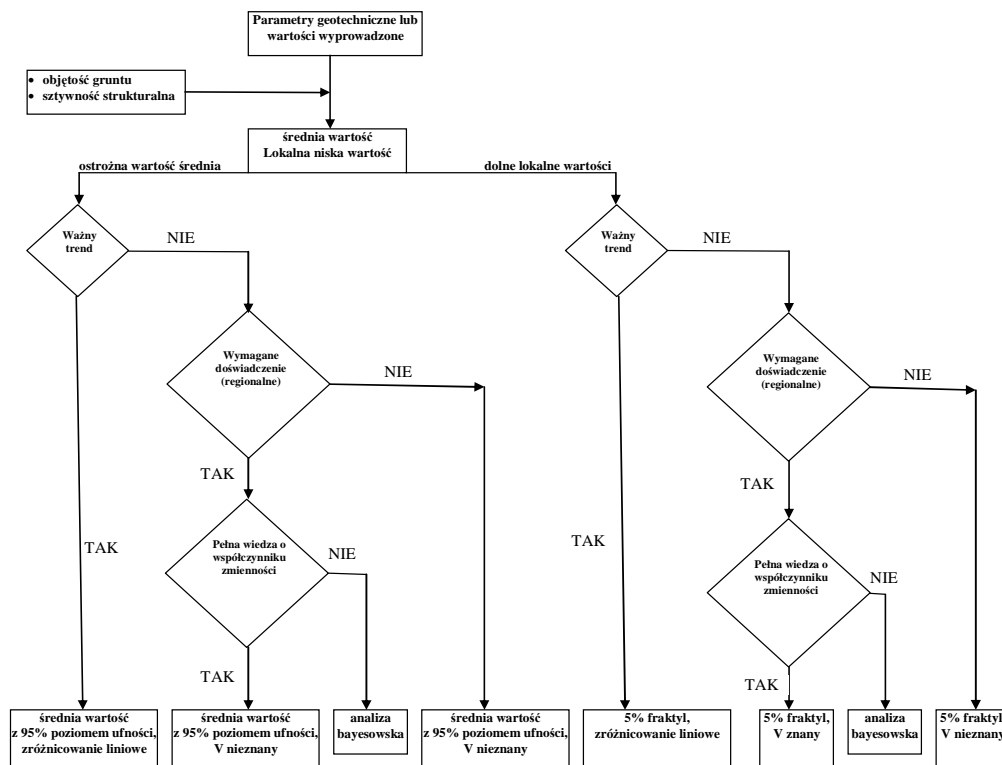 Parametry geotechniczne lub
wartości wyprowadzone
• objętość gruntu
• sztywność strukturalna
średnia wartość
Lokalna niska wartość
ostrożna wartość średnia
dolne lokalne wartości
Ważny
trend
NIE
Ważny
trend
NIE
Wymagane
doświadczenie
(regionalne)
NIE
Wymagane
doświadczenie
(regionalne)
NIE
TAK
TAK
TAK
Pełna wiedza o
współczynniku
zmienności
NIE
TAK
Pełna wiedza o
współczynniku
zmienności
NIE
TAK
TAK
średnia wartość
z 95% poziomem ufności,
zróżnicowanie liniowe
średnia wartość
z 95% poziomem ufności,
V nieznany
analiza
bayesowska
średnia wartość
z 95% poziomem ufności,
V nieznany
5% fraktyl,
zróżnicowanie liniowe
5% fraktyl,
V znany
analiza
bayesowska
5% fraktyl,
V nieznany